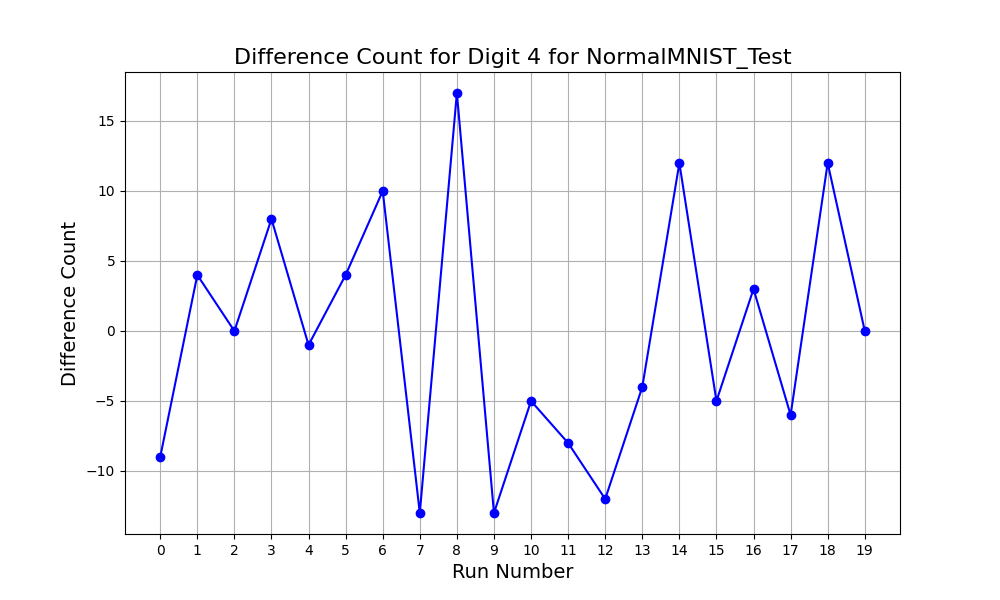 Difference Count for Digit 4 for NormalMNIST_Test
Difference Count
15
10
5
0
−5
−10
0 1 2 3 4 5 6 7 8 9 10 11 12 13 14 15 16 17 18 19
Run Number